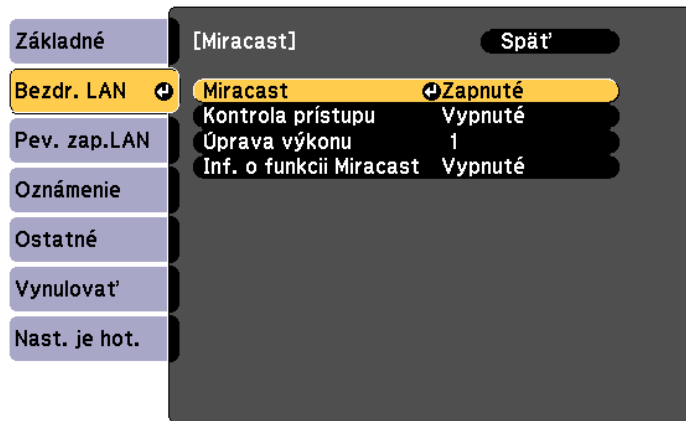 Základné
Bezdr. LAN
Pev. zap.LAN
Oznámenie
Ostatné
Vynulovať
Nast. je hot.
[Miracast] Späť
Miracast Zapnuté
Kontrola prístupu Vypnuté
Úprava výkonu 1
Inf. o funkcii Miracast Vypnuté